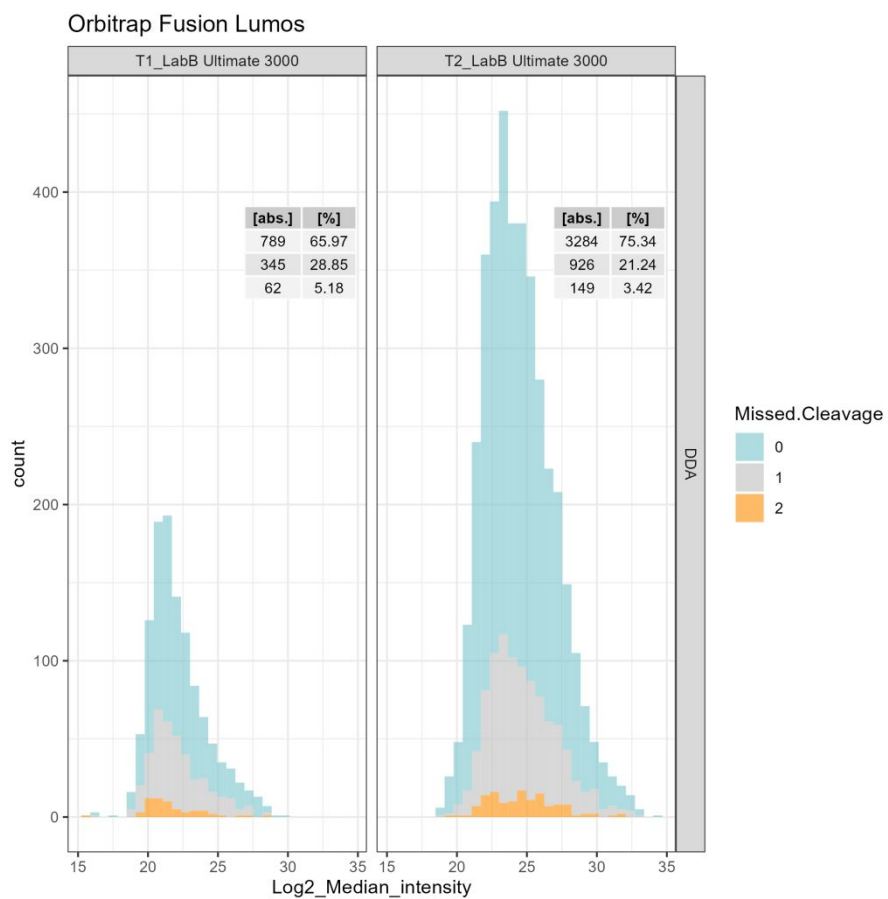 Orbitrap Fusion Lumos
T1_LabB Ultimate 3000
T2_LabB Ultimate 3000
DDA
count
400
300
200
100
0
[abs.] [%]
789 65.97
345 28.85
62 5.18
[abs.] [%]
3284 75.34
926 21.24
149 3.42
Missed.Cleavage
0
1
2
15 20 25 30 35
15 20 25 30 35
Log2_Median_intensity